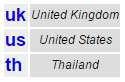 uk United Kingdom
us United States
th Thailand